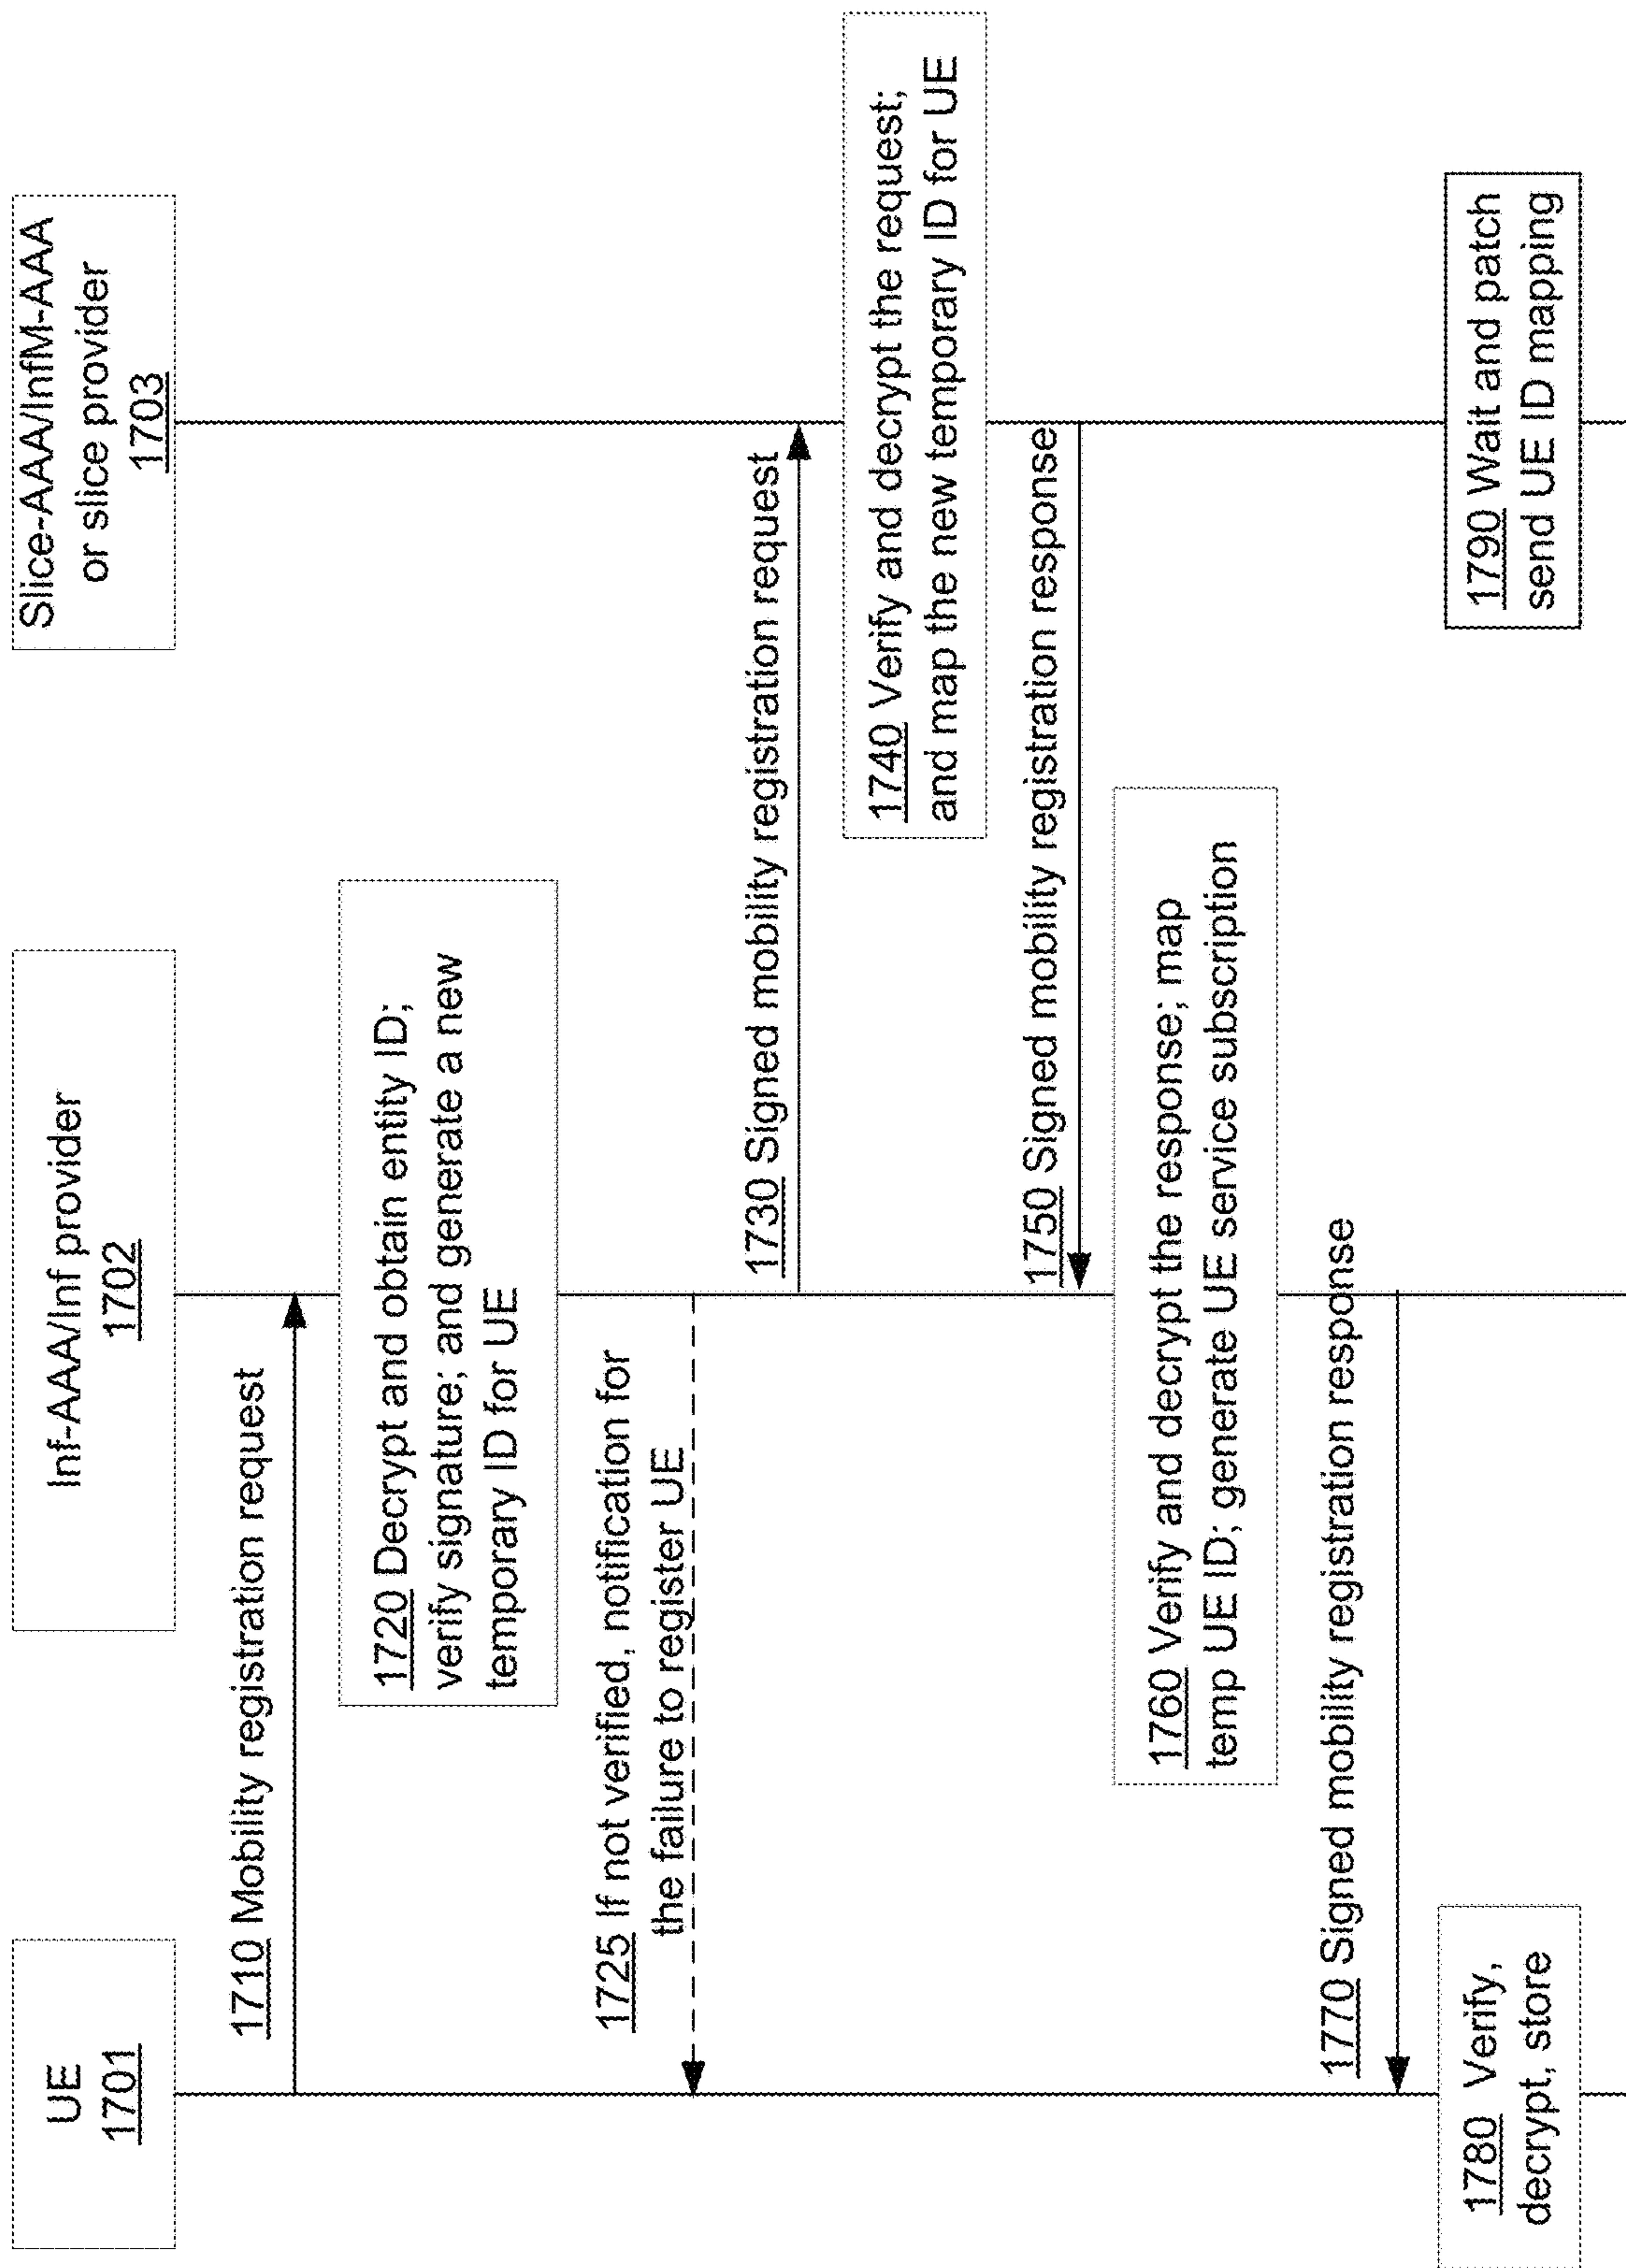 UE
1701
Inf-AAA/Inf provider
1702
Slice-AAA/InfM-AAA
or slice provider
1703
1710 Mobility registration request
1720 Decrypt and obtain entity ID;
verify signature; and generate a new
temporary ID for UE
1725 If not verified, notification for
the failure to register UE
1730 Signed mobility registration request
1740 Verify and decrypt the request;
and map the new temporary ID for UE
1750 Signed mobility registration response
1760 Verify and decrypt the response; map
temp UE ID; generate UE service subscription
1770 Signed mobility registration response
1780 Verify,
decrypt, store
1790 Wait and patch
send UE ID mapping